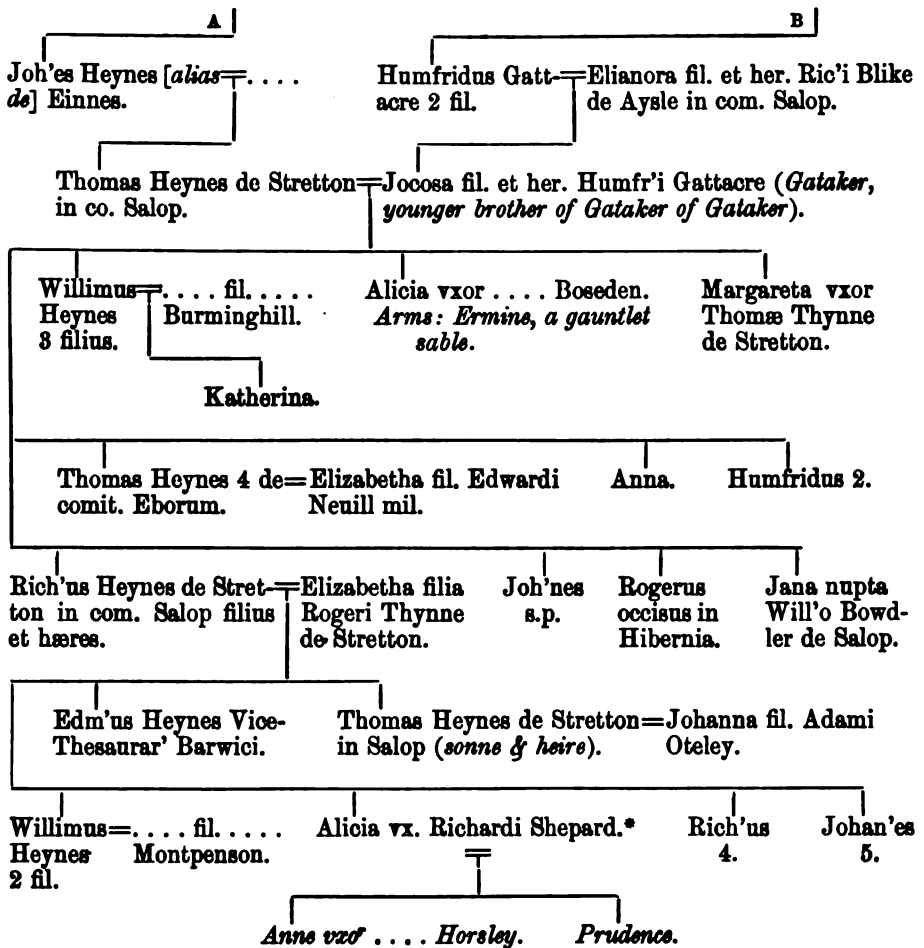 A B
Joh'es Heynes [alias = . . . . Humfridus Gatt- = Elianora fil. et her. Ric'i Blike
de] Einnes. acre 2 fil. de Aysle in com. Salop.
Thomas Heynes de Stretton = Jocosa fil. et her. Humfr'i Gattacre (Gataker,
in co. Salop. younger brother of Gataker of Gataker).
Willimus = . . . . fil. . . . . . Alicia vxor . . . . Boseden. Margareta vxor
Heynes Burminghill. Arms: Ermine, a gauntlet Thomæ Thynne
3 filius. sable. de Stretton.
Katherina.
Thomas Heynes 4 de = Elizabetha fil. Edwardi Anna. Humfridus 2.
comit. Eborum. Neuill mil.
Rich'us Heynes de Stret- = Elizabetha filia Joh'nes Rogerus Jana nupta
ton in com. Salop filius Rogeri Thynne s.p. occisus in Will'o Bowd-
et hæres. de Stretton. Hibernia. ler de Salop.
Edm'us Heynes Vice- Thomas Heynes de Stretton = Johanna fil. Adami
Thesaurar' Barwici. in Salop (sonne & heire). Oteley.
Willimus = . . . . fil. . . . . . Alicia vx. Richardi Shepard.* Rich'us Johan'es
Heynes Montpenson. 4. 5.
2 fil.
Anne vxor . . . . Horsley. Prudence.